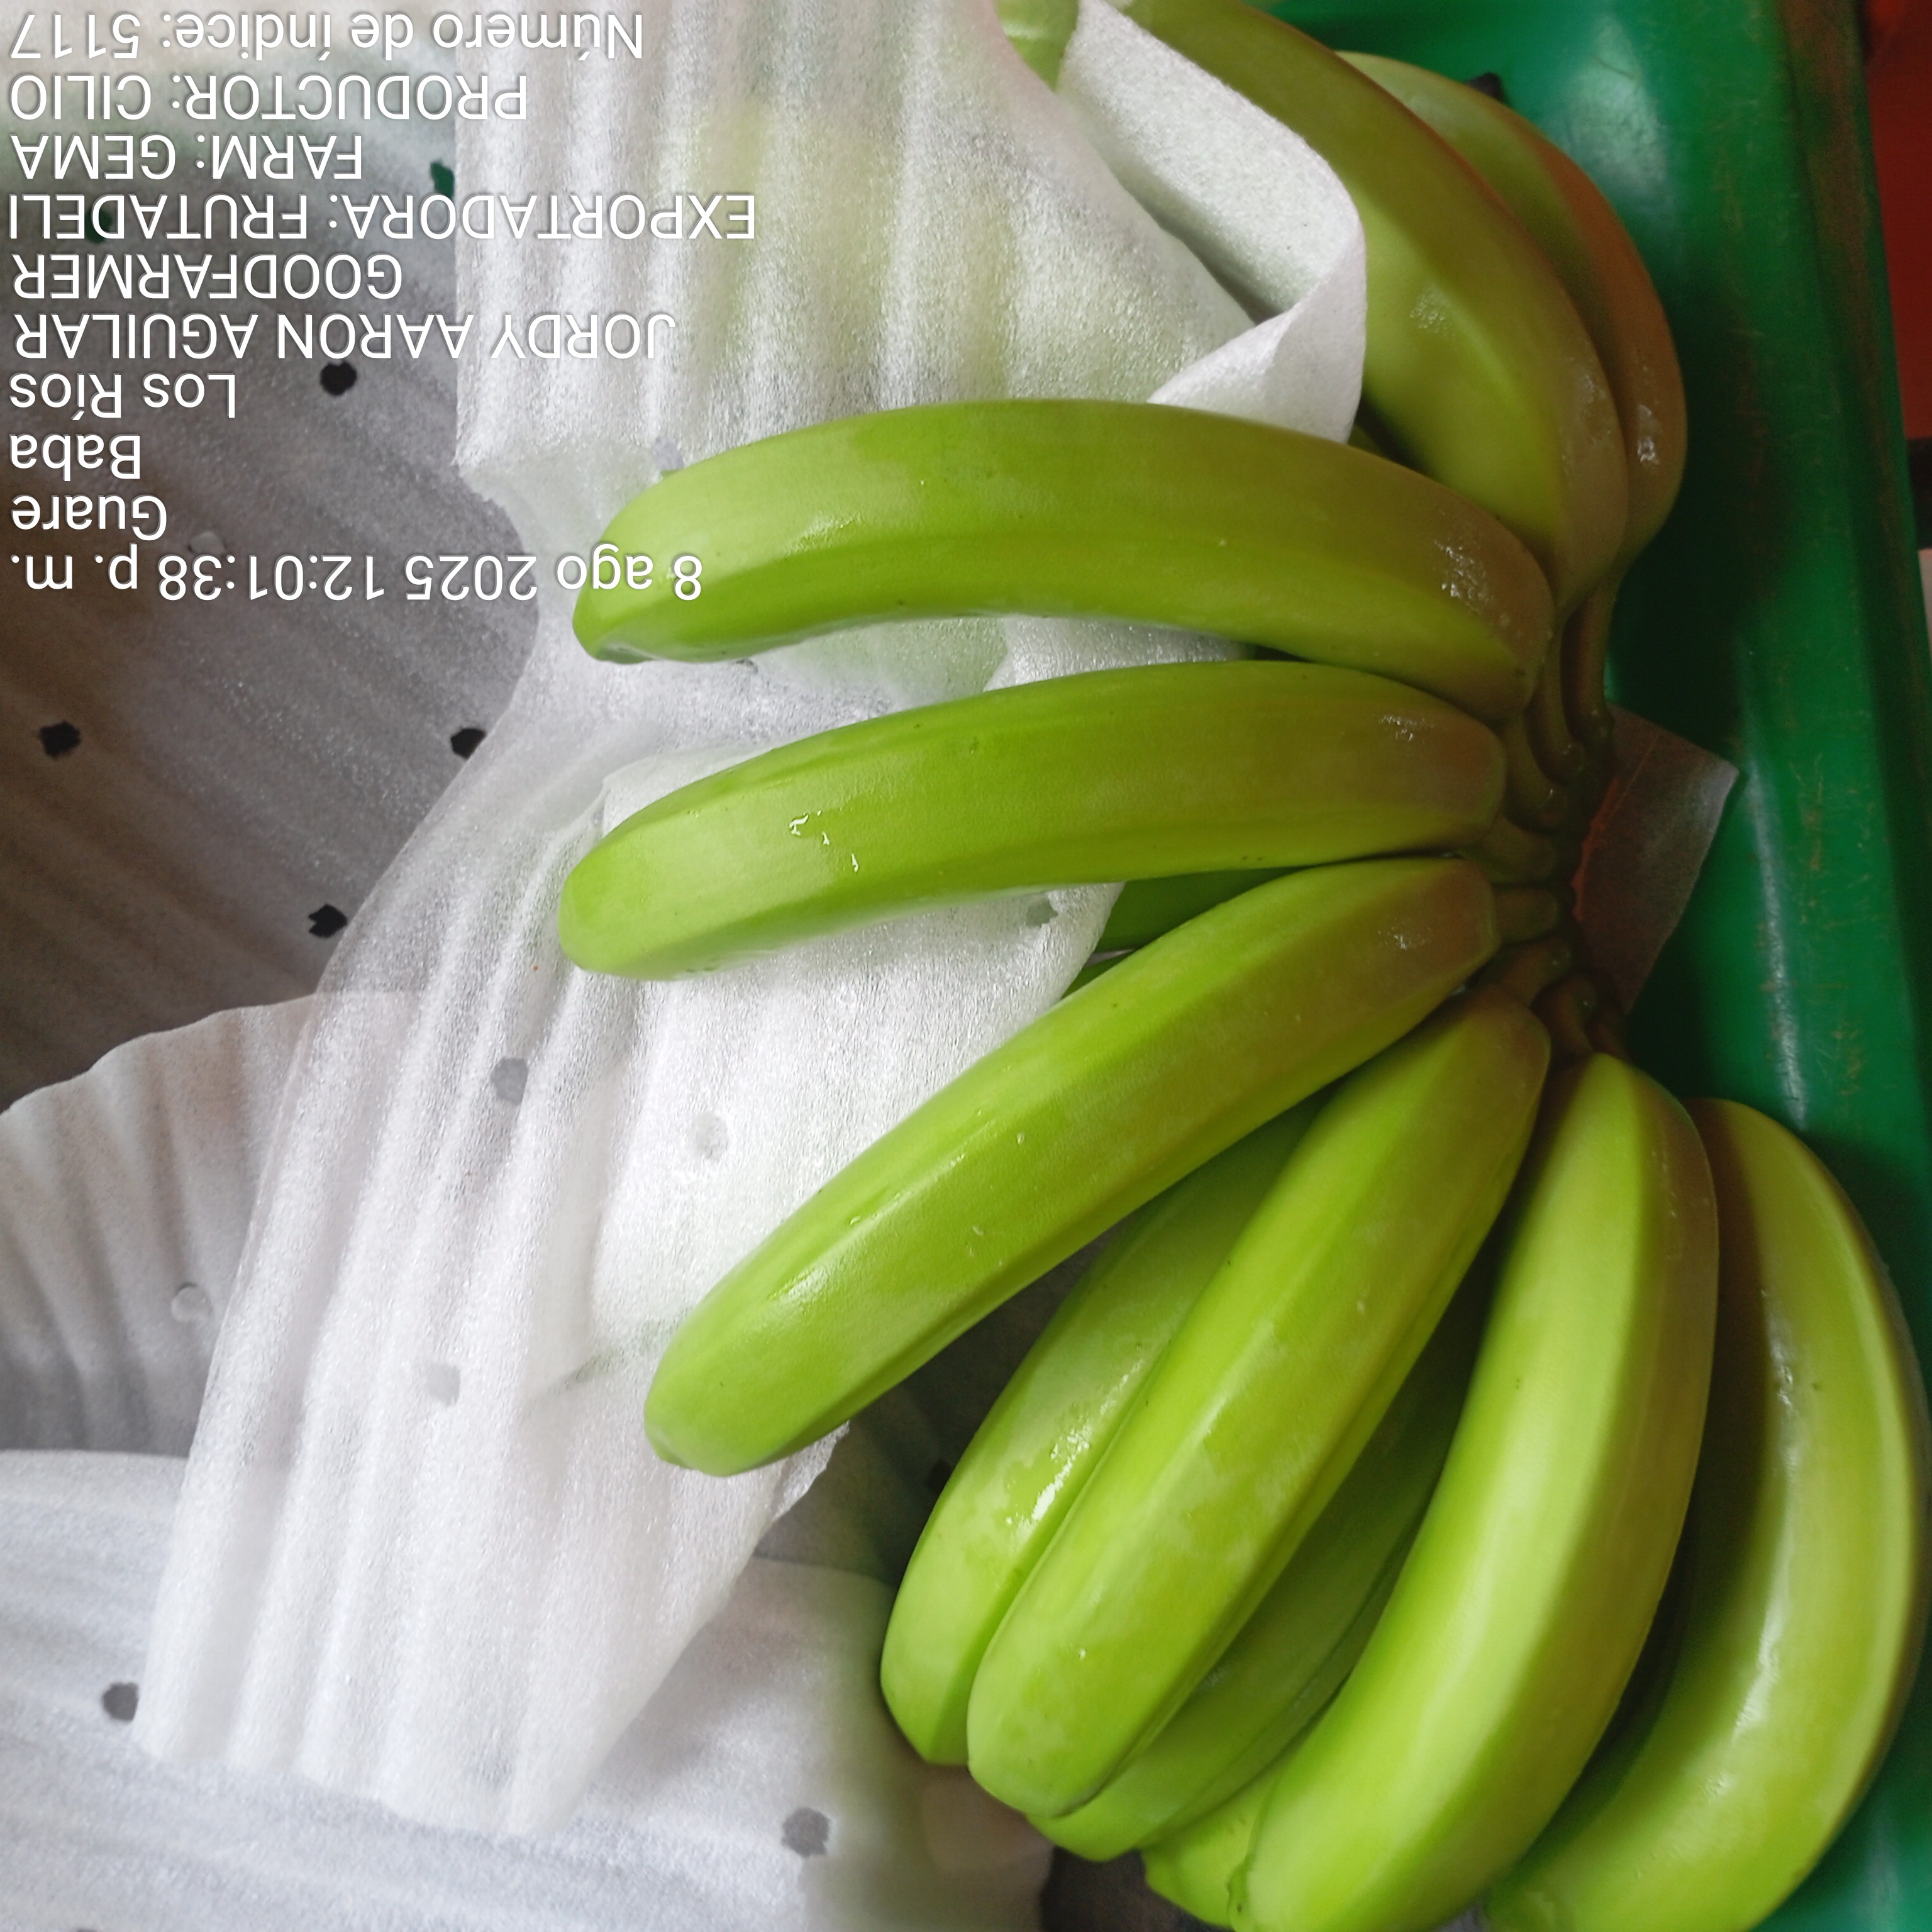 8 ago 2025 12:01:38 p. m.
Guare
Baba
Los Ríos
JORDY AARON AGUILAR
GOODFARMER
EXPORTADORA: FRUTADELI
FARM: GEMA
PRODUCTOR: CILIO
Número de índice: 5117